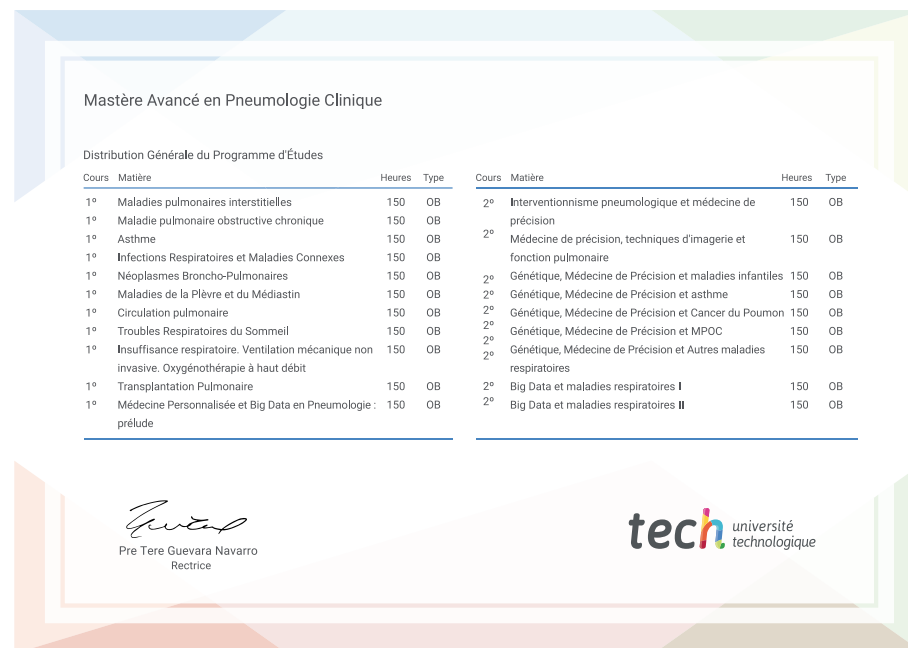 Mastère Avancé en Pneumologie Clinique
Distribution Générale du Programme d'Études
Cours Matière Heures Type
1º Maladies pulmonaires interstitielles 150 OB
1º Maladie pulmonaire obstructive chronique 150 OB
1º Asthme 150 OB
1º Infections Respiratoires et Maladies Connexes 150 OB
1º Néoplasmes Broncho-Pulmonaires 150 OB
1º Maladies de la Plèvre et du Médiastin 150 OB
1º Circulation pulmonaire 150 OB
1º Troubles Respiratoires du Sommeil 150 OB
1º Insuffisance respiratoire. Ventilation mécanique non 150 OB
invasive. Oxygénothérapie à haut débit
1º Transplantation Pulmonaire 150 OB
1º Médecine Personnalisée et Big Data en Pneumologie : 150 OB
prélude
Cours Matière Heures Type
2º Interventionnisme pneumologique et médecine de 150 OB
précision
2º Médecine de précision, techniques d'imagerie et 150 OB
fonction pulmonaire
2º Génétique, Médecine de Précision et maladies infantiles 150 OB
2º Génétique, Médecine de Précision et asthme 150 OB
2º Génétique, Médecine de Précision et Cancer du Poumon 150 OB
2º Génétique, Médecine de Précision et MPOC 150 OB
2º Génétique, Médecine de Précision et Autres maladies 150 OB
2º respiratoires
2º Big Data et maladies respiratoires I 150 OB
2º Big Data et maladies respiratoires II 150 OB
Pre Tere Guevara Navarro
Rectrice
tech université
technologique